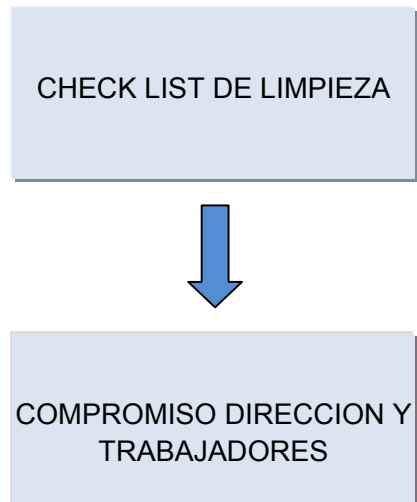 CHECK LIST DE LIMPIEZA
COMPROMISO DIRECCION Y
TRABAJADORES